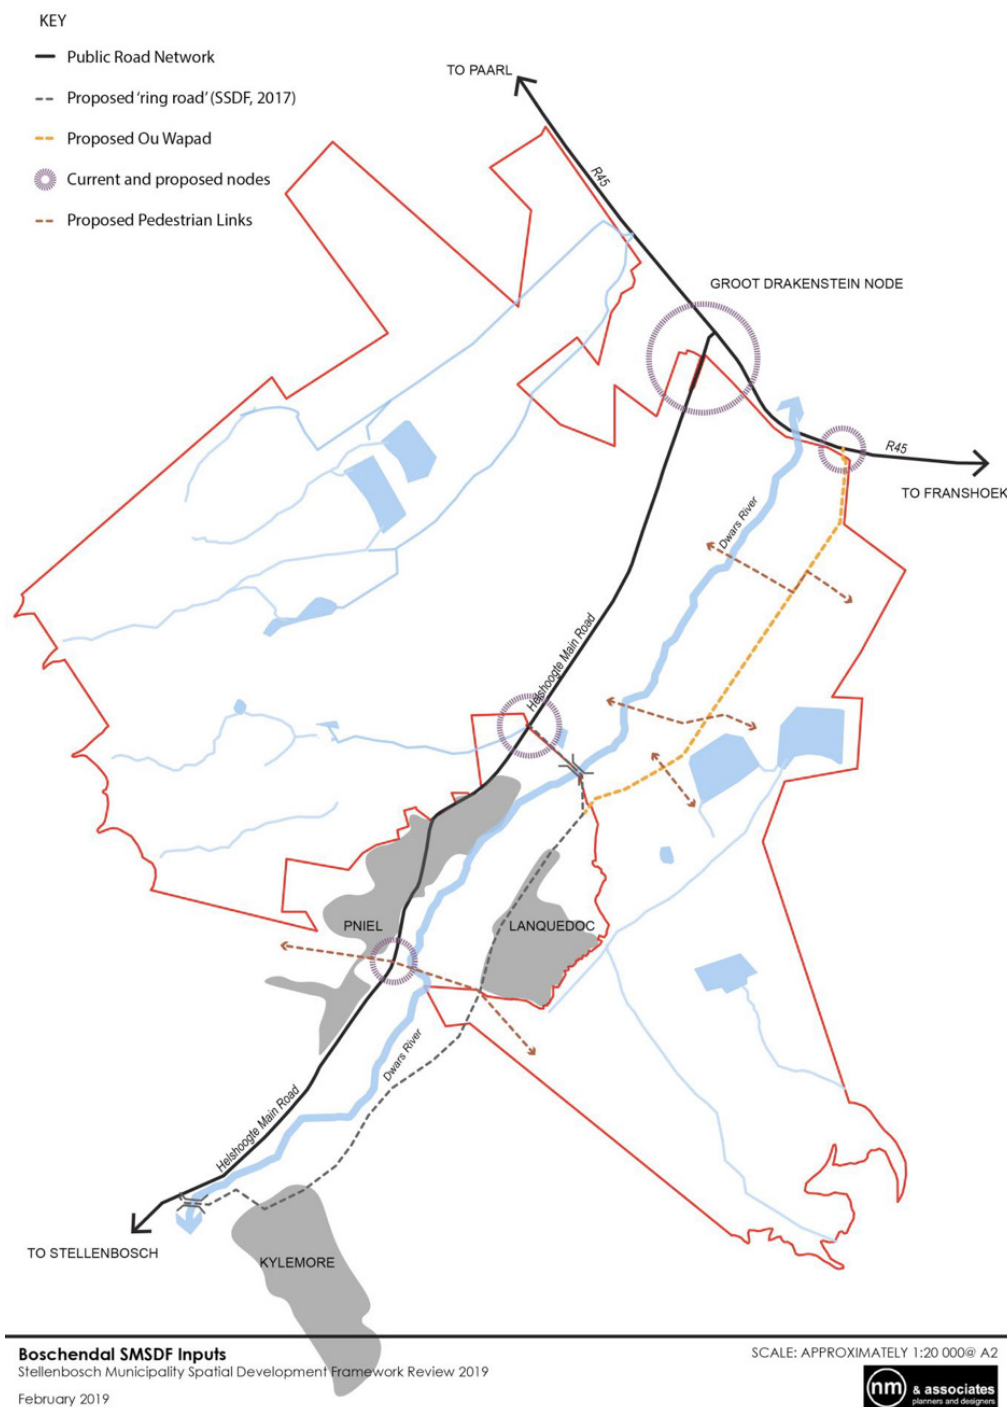 KEY
Public Road Network
Proposed 'ring road' (SSDF, 2017)
Proposed Ou Wapad
Current and proposed nodes
Proposed Pedestrian Links
TO PAARL
R45
GROOT DRAKENSTEIN NODE
R45
TO FRANSHOEK
Dwars River
Helshoogte Main Road
PNIEL
LANQUEDOC
Dwars River
Helshoogte Main Road
TO STELLENBOSCH
KYLEMORE
Boschendal SMSDF Inputs
Stellenbosch Municipality Spatial Development Framework Review 2019
February 2019
SCALE: APPROXIMATELY 1:20 000@ A2
nm & associates
planners and designers